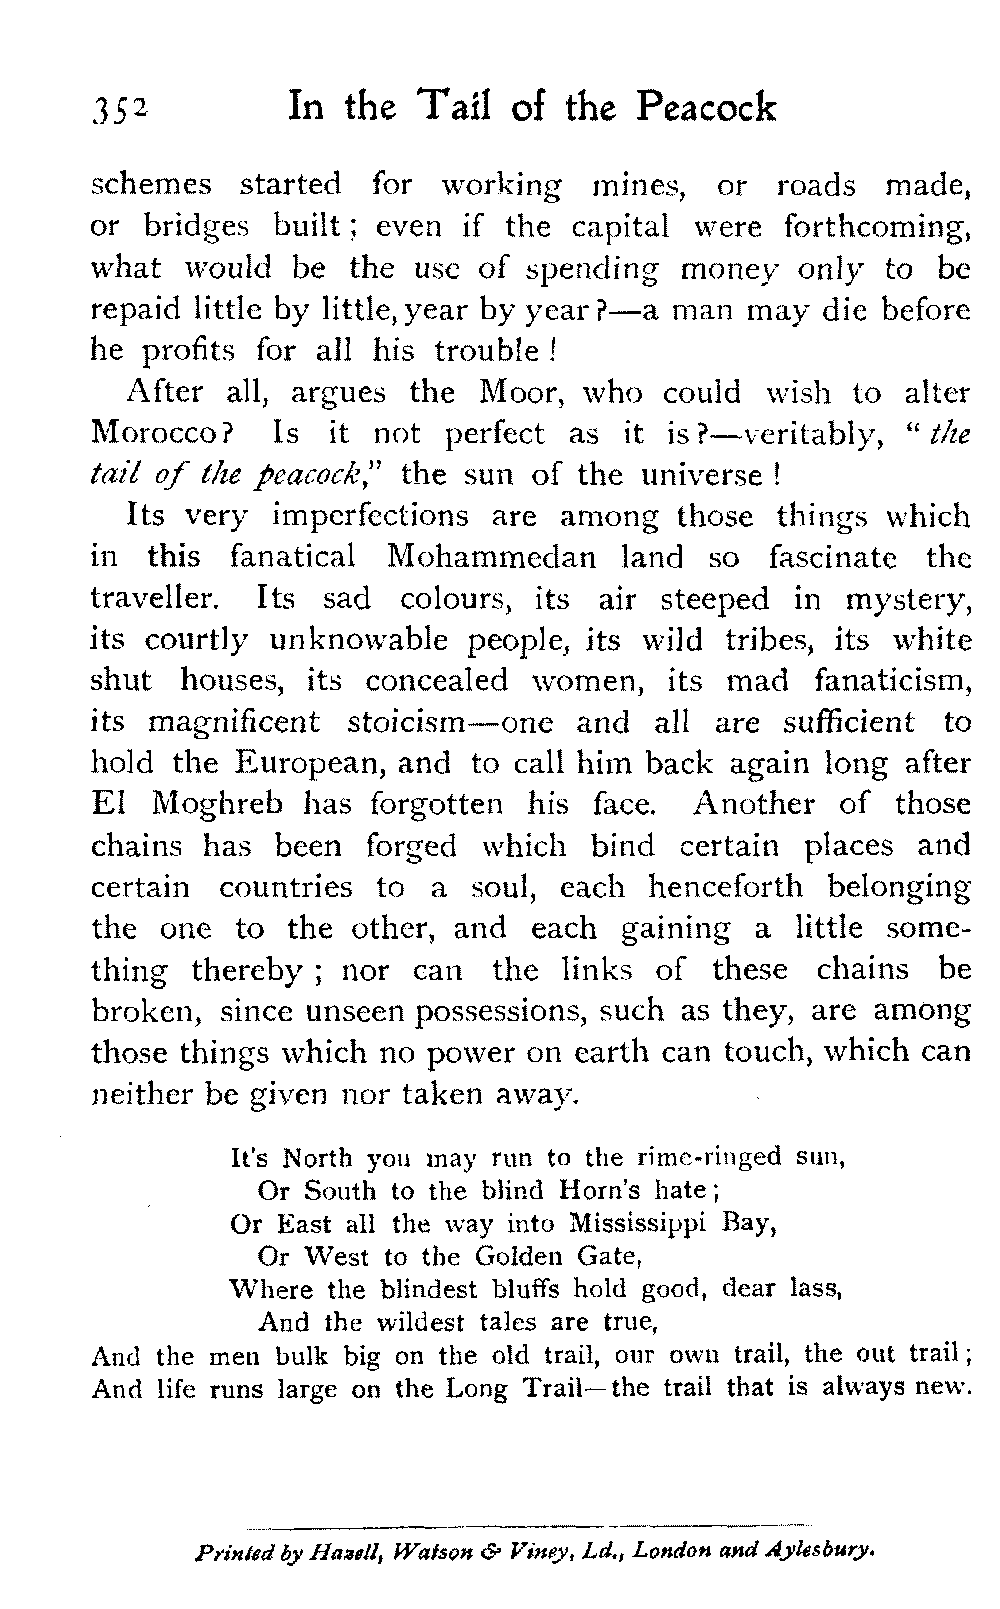 352 In the Tail of the Peacock
schemes started for working mines, or roads made,
or bridges built ; even if the capital were forthcoming,
what would be the use of spending money only to be
repaid little by little, year by year ?—a man may die before
he profits for all his trouble !
After all, argues the Moor, who could wish to alter
Morocco? Is it not perfect as it is ?—veritably, " the
tail of the peacock," the sun of the universe !
Its very imperfections are among those things which
in this fanatical Mohammedan land so fascinate the
traveller. Its sad colours, its air steeped in mystery,
its courtly unknowable people, its wild tribes, its white
shut houses, its concealed women, its mad fanaticism,
its magnificent stoicism—one and all are sufficient to
hold the European, and to call him back again long after
El Moghreb has forgotten his face. Another of those
chains has been forged which bind certain places and
certain countries to a soul, each henceforth belonging
the one to the other, and each gaining a little some-
thing thereby ; nor can the links of these chains be
broken, since unseen possessions, such as they, are among
those things which no power on earth can touch, which can
neither be given nor taken away.
It's North you may run to the rime-ringed sun,
Or South to the blind Horn's hate ;
Or East all the way into Mississippi Bay,
Or West to the Golden Gate,
Where the blindest bluffs hold good, dear lass,
And the wildest tales are true,
And the men bulk big on the old trail, our own trail, the out trail ;
And life runs large on the Long Trail—the trail that is always new.
Printed by Hazell, Watson & Viney, Ld., London and Aylesbury.